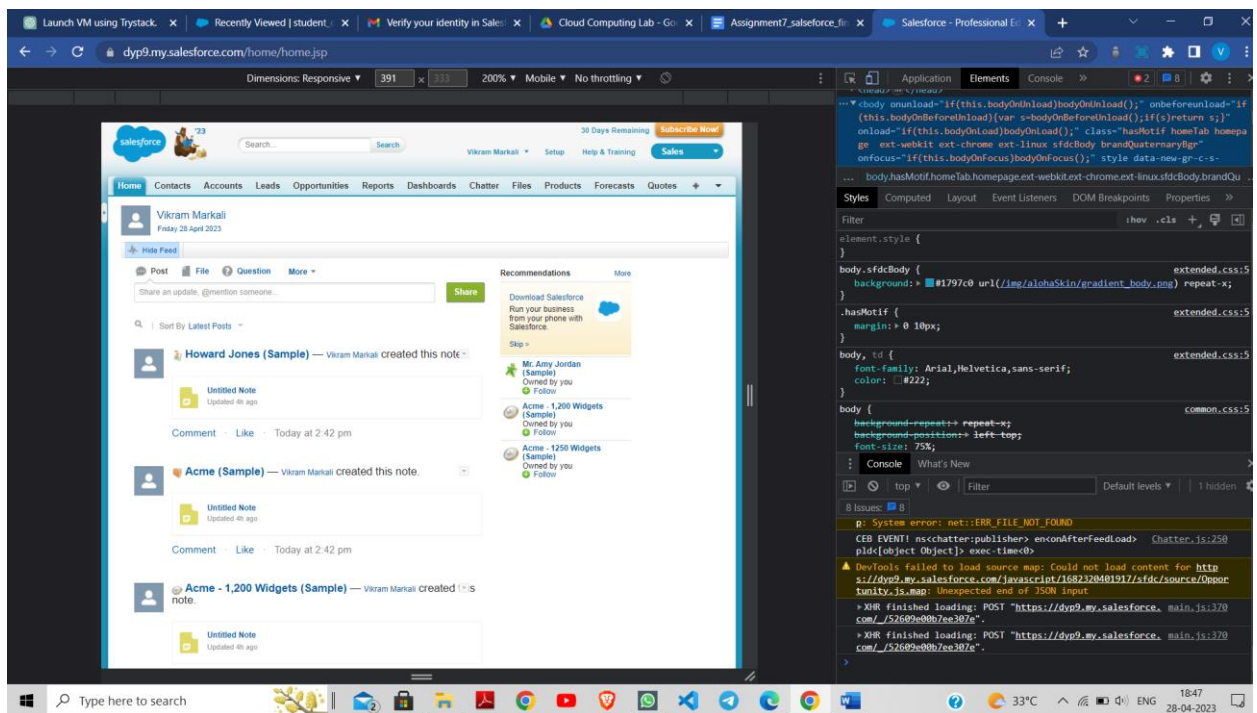 Launch VM using Trystack.
Recently Viewed | student_
Verify your identity in Sales
Cloud Computing Lab - Go
Assignment7_salseforce_fin
Salesforce - Professional Ed
dyp9.my.salesforce.com/home/home.jsp
V
Dimensions: Responsive ▼ 391 × 333 200% ▼ Mobile ▼ No throttling ▼
salesforce
'23
Search...
Search
30 Days Remaining
Subscribe Now!
Vikram Markali
Setup
Help & Training
Sales
Home Contacts Accounts Leads Opportunities Reports Dashboards Chatter Files Products Forecasts Quotes +
Vikram Markali
Friday 28 April 2023
Hide Feed
Post File Question More
Share an update, @mention someone...
Share
Sort By Latest Posts
Howard Jones (Sample) — Vikram Markali created this note
Untitled Note
Updated 4h ago
Comment · Like · Today at 2:42 pm
Acme (Sample) — Vikram Markali created this note.
Untitled Note
Updated 4h ago
Comment · Like · Today at 2:42 pm
Acme - 1,200 Widgets (Sample) — Vikram Markali created s
note.
Untitled Note
Updated 4h ago
Recommendations More
Download Salesforce
Run your business
from your phone with
Salesforce.
Skip >
Mr. Amy Jordan
(Sample)
Owned by you
Follow
Acme - 1,200 Widgets
(Sample)
Owned by you
Follow
Acme - 1250 Widgets
(Sample)
Owned by you
Follow
Application Elements Console » 2 8
<body onunload="if(this.bodyOnUnload)bodyOnUnload();" onbeforeunload="if
(this.bodyOnBeforeUnload){var s=bodyOnBeforeUnload();if(s)return s;}"
onload="if(this.bodyOnLoad)bodyOnLoad();" class="hasMotif homeTab homepa
ge ext-webkit ext-chrome ext-linux sfdcBody brandQuaternaryBgr"
onfocus="if(this.bodyOnFocus)bodyOnFocus();" style data-new-gr-c-s-
... body.hasMotif.homeTab.homepage.ext-webkit.ext-chrome.ext-linux.sfdcBody.brandQu ...
Styles Computed Layout Event Listeners DOM Breakpoints Properties »
Filter :hov .cls +
element.style {
}
body.sfdcBody { extended.css:5
background: #1797c0 url(/img/alohaSkin/gradient_body.png) repeat-x;
}
.hasMotif { extended.css:5
margin: 0 10px;
}
body, td { extended.css:5
font-family: Arial,Helvetica,sans-serif;
color: #222;
}
body { common.css:5
background-repeat: repeat-x;
background-position: left top;
font-size: 75%;
Console What's New
top ▼ Filter Default levels ▼ 1 hidden
8 Issues: 8
p: System error: net::ERR_FILE_NOT_FOUND
CEB EVENT! ns<chatter:publisher> en<onAfterFeedLoad> Chatter.js:250
pld<[object Object]> exec-time<0>
DevTools failed to load source map: Could not load content for http
s://dyp9.my.salesforce.com/javascript/1682320401917/sfdc/source/Oppor
tunity.js.map: Unexpected end of JSON input
XHR finished loading: POST "https://dyp9.my.salesforce. main.js:370
com/_/52609e00b7ee307e".
XHR finished loading: POST "https://dyp9.my.salesforce. main.js:370
com/_/52609e00b7ee307e".
Type here to search
33°C
ENG
18:47
28-04-2023